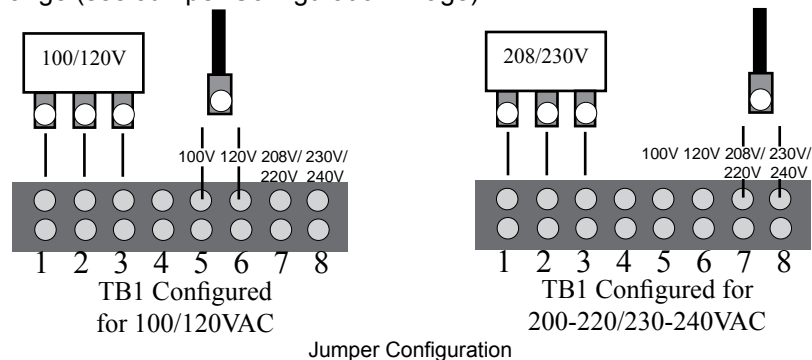 100/120V
100V 120V 208V/ 230V/
220V 240V
1 2 3 4 5 6 7 8
TB1 Configured
for 100/120VAC
208/230V
100V 120V 208V/ 230V/
220V 240V
1 2 3 4 5 6 7 8
TB1 Configured for
200-220/230-240VAC
Jumper Configuration